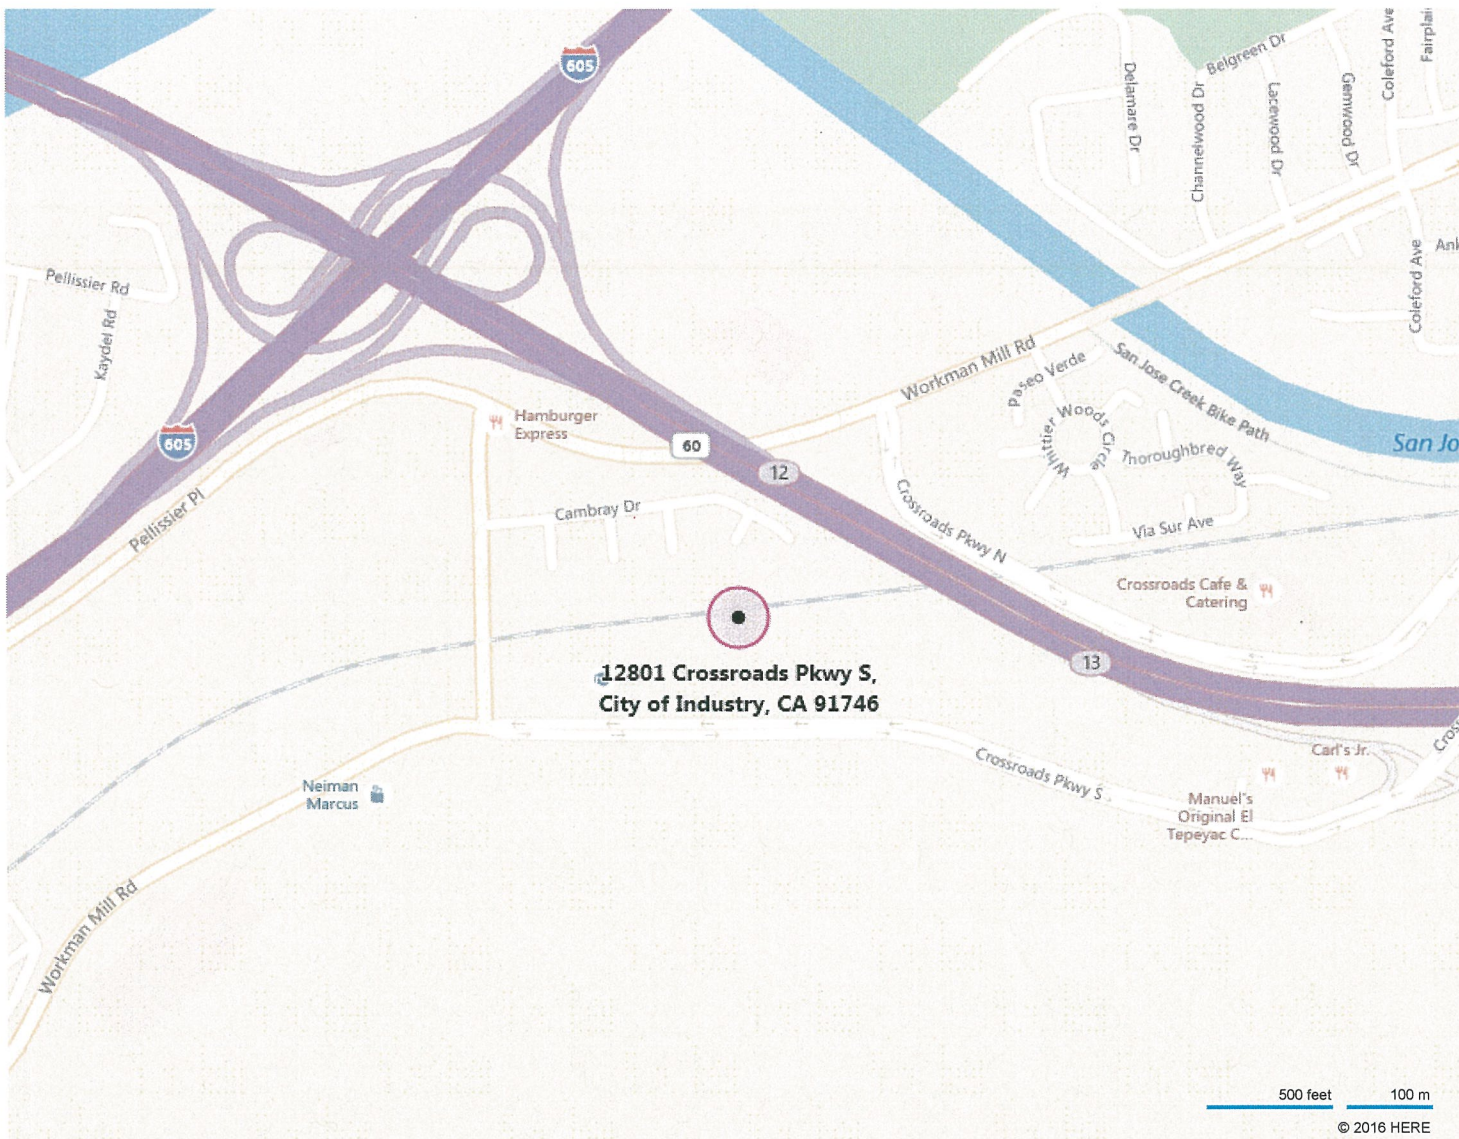 605
Belgreen Dr
Coleford Ave
Delamare Dr
Channelwood Dr
Lacewood Dr
Gemwood Dr
Coleford Ave
Pellissier Rd
Kaydel Rd
Workman Mill Rd
Paseo Verde
San Jose Creek Bike Path
Whittier Woods Circle
Thoroughbred Way
Via Sur Ave
San Jo
Hamburger
Express
605
60
12
Pellissier Pl
Cambray Dr
Crossroads Pkwy N
Crossroads Cafe &
Catering
13
12801 Crossroads Pkwy S,
City of Industry, CA 91746
Crossroads Pkwy S
Cros
Carl's Jr.
Manuel's
Original El
Tepeyac C...
Neiman
Marcus
Workman Mill Rd
500 feet 100 m
© 2016 HERE